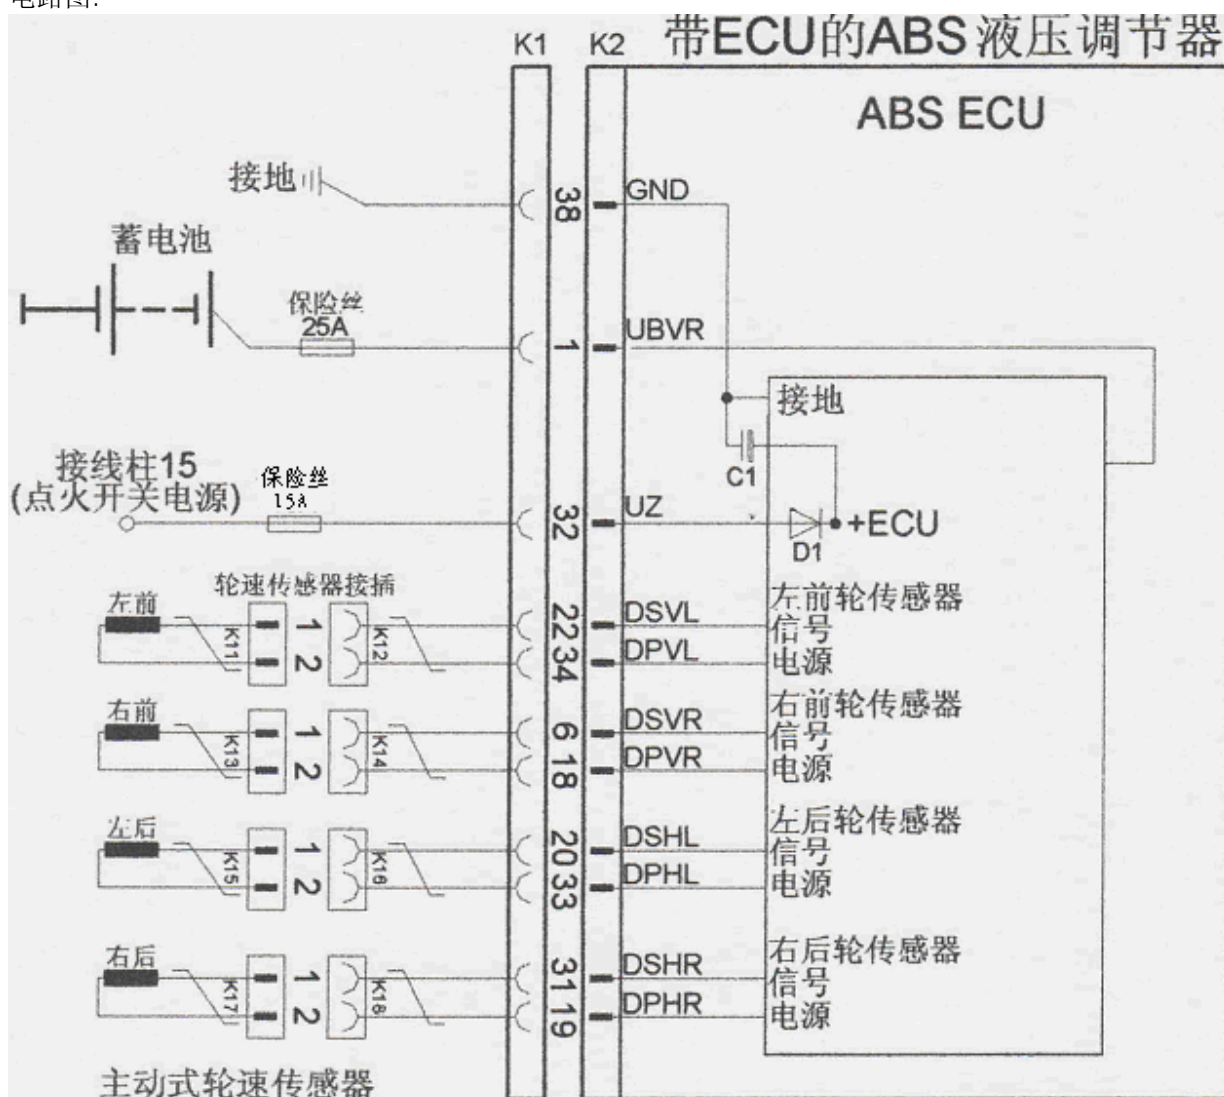 电路图:
K1 K2 带ECU的ABS 液压调节器
ABS ECU
接地
38
GND
蓄电池
保险丝
25A
1
UBVR
接地
C1
接线柱15
(点火开关电源)
保险丝
15A
32
UZ
D1
+ECU
轮速传感器接插
左前
K11
1
2
K12
22
34
DSVL
DPVL
左前轮传感器
信号
电源
右前
K13
1
2
K14
6
18
DSVR
DPVR
右前轮传感器
信号
电源
左后
K15
1
2
K16
20
33
DSHL
DPHL
左后轮传感器
信号
电源
右后
K17
1
2
K18
31
19
DSHR
DPHR
右后轮传感器
信号
电源
主动式轮速传感器